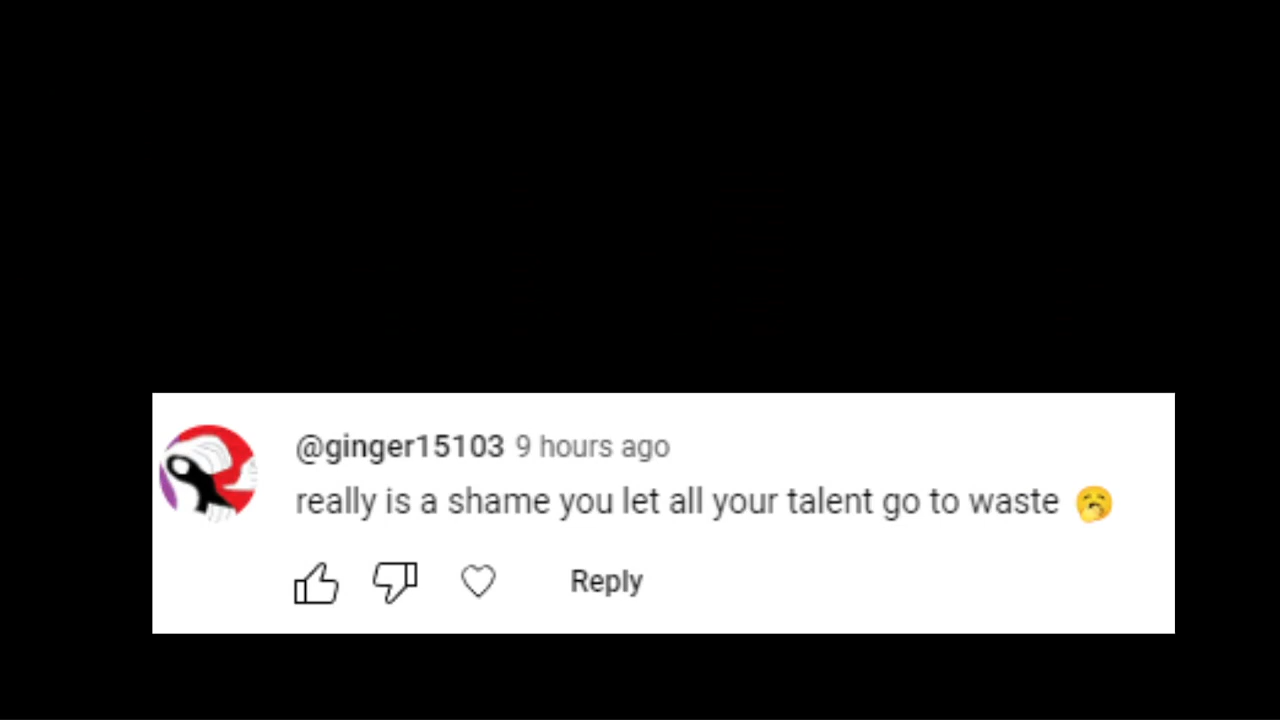 @ginger15103 9 hours ago
really is a shame you let all your talent go to waste 🥱
Reply